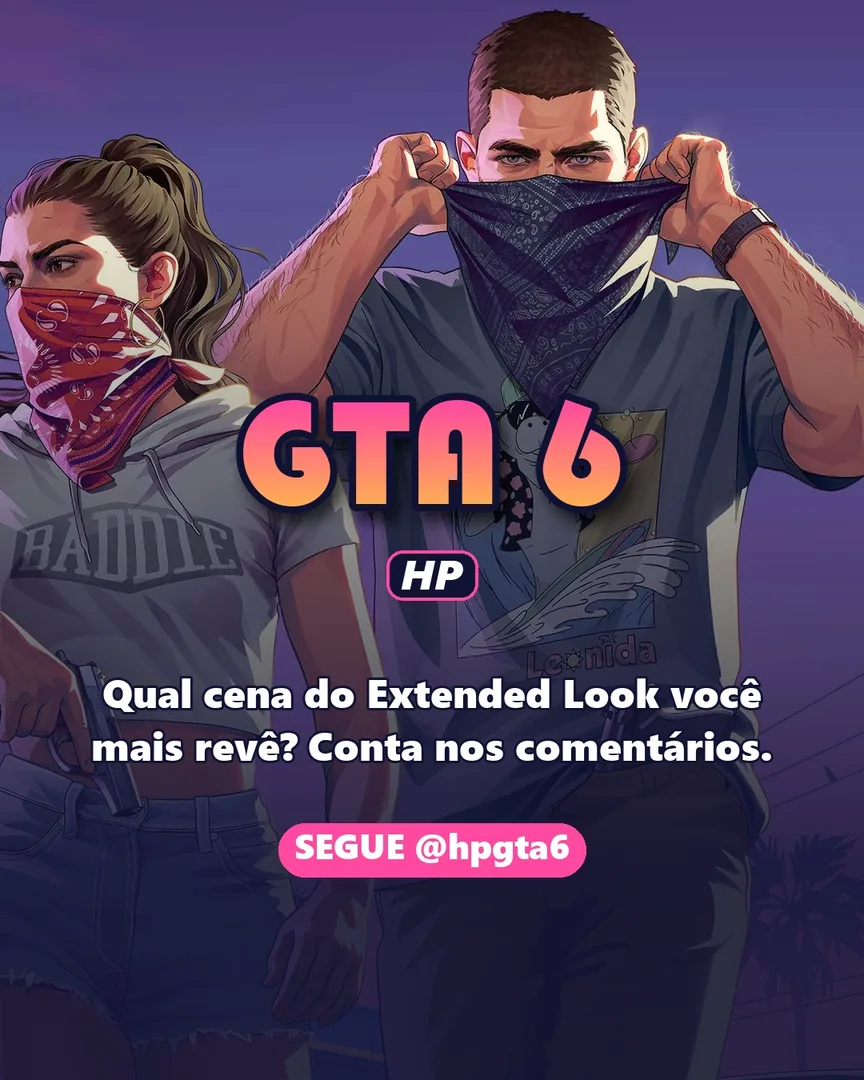 GTA 6
BADDIE
HP
Leonida
Qual cena do Extended Look você
mais revê? Conta nos comentários.
SEGUE @hpgta6